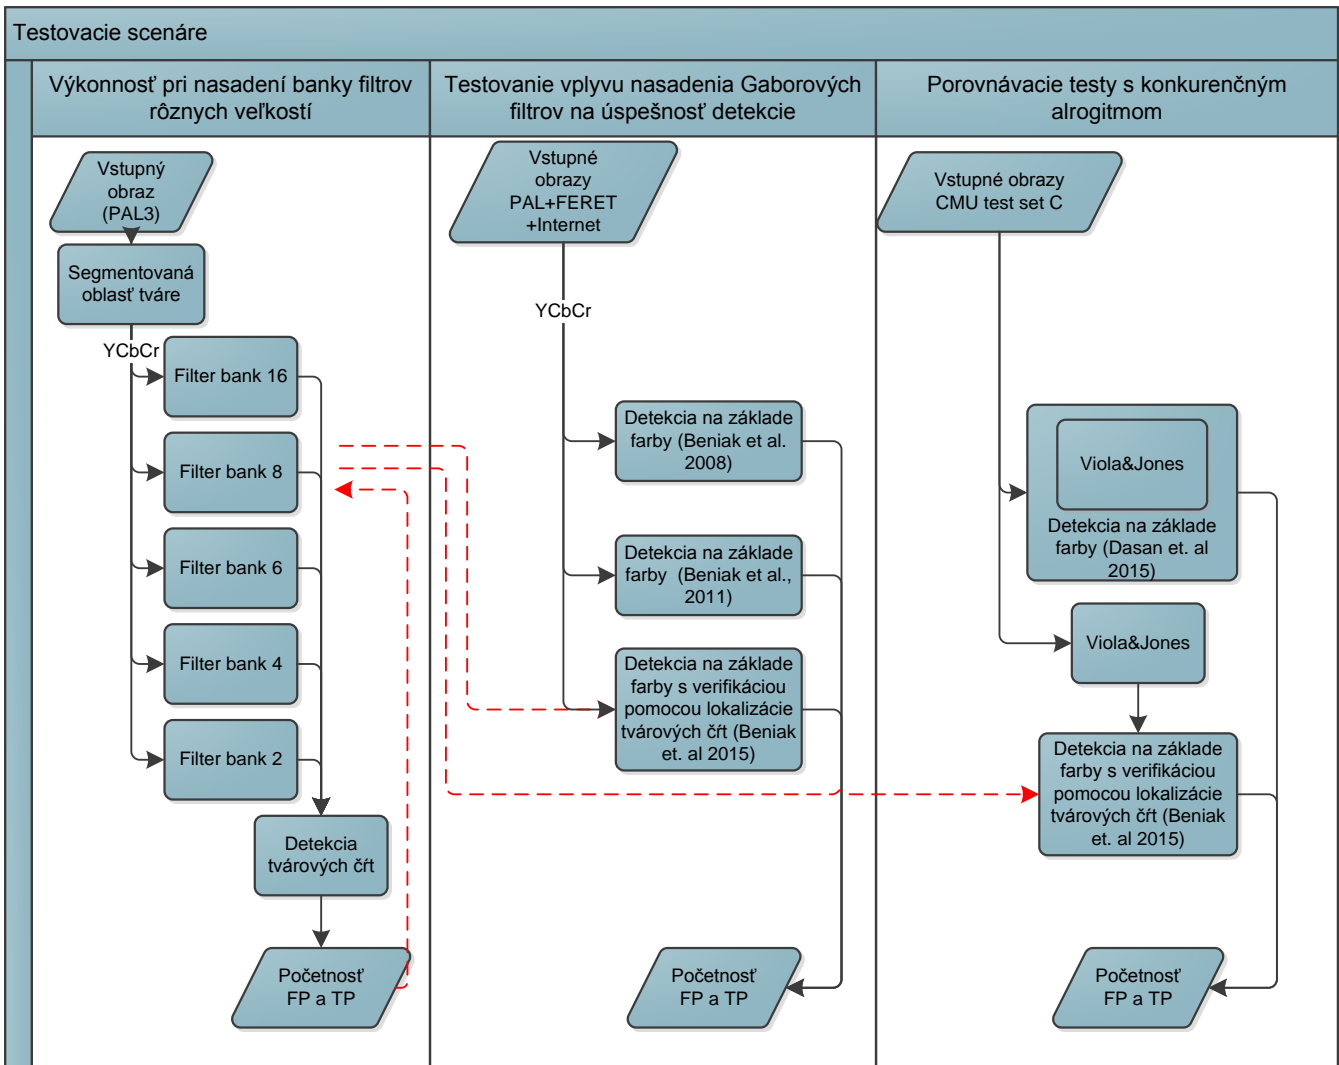 Testovacie scenáre
Výkonnosť pri nasadení banky filtrov
rôznych veľkostí
Testovanie vplyvu nasadenia Gaborových
filtrov na úspešnosť detekcie
Porovnávacie testy s konkurenčným
alrogitmom
Vstupný
obraz
(PAL3)
Segmentovaná
oblasť tváre
YCbCr
Filter bank 16
Filter bank 8
Filter bank 6
Filter bank 4
Filter bank 2
Detekcia
tvárových čŕt
Početnosť
FP a TP
Vstupné
obrazy
PAL+FERET
+Internet
YCbCr
Detekcia na základe
farby (Beniak et al.
2008)
Detekcia na základe
farby (Beniak et al.,
2011)
Detekcia na základe
farby s verifikáciou
pomocou lokalizácie
tvárových čŕt (Beniak
et. al 2015)
Početnosť
FP a TP
Vstupné obrazy
CMU test set C
Viola&Jones
Detekcia na základe
farby (Dasan et. al
2015)
Viola&Jones
Detekcia na základe
farby s verifikáciou
pomocou lokalizácie
tvárových čŕt (Beniak
et. al 2015)
Početnosť
FP a TP